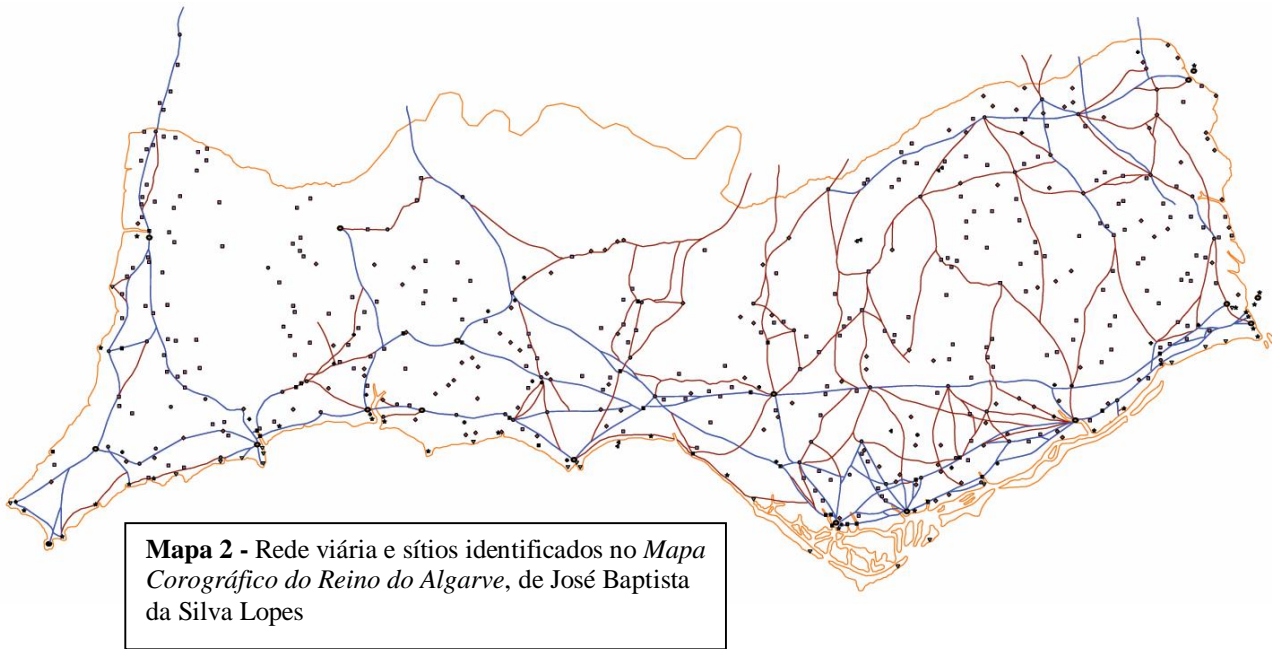 Mapa 2 - Rede viária e sítios identificados no Mapa
Corográfico do Reino do Algarve, de José Baptista
da Silva Lopes